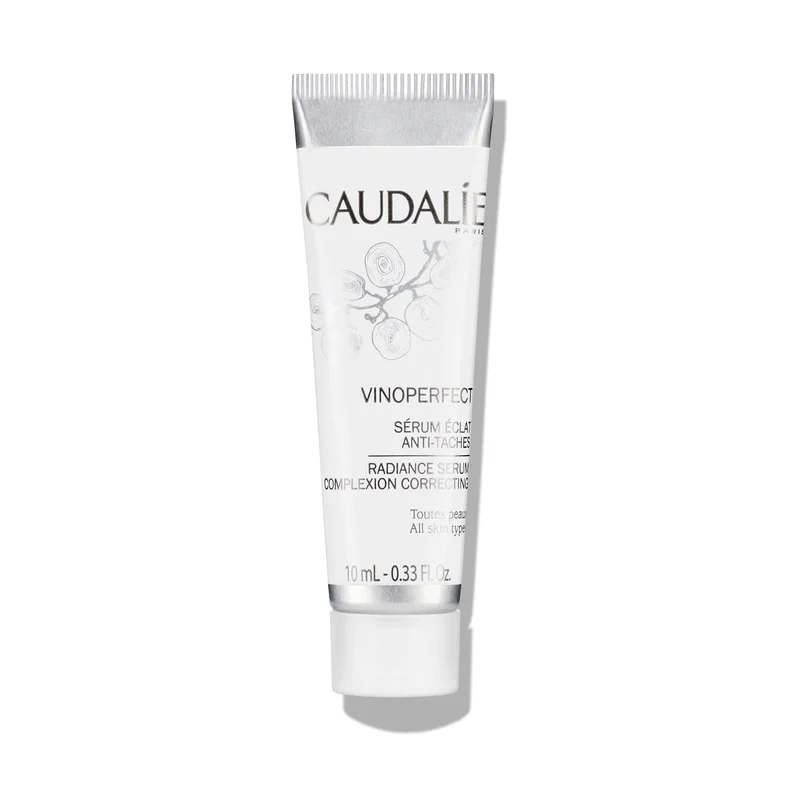 CAUDALÍE
PARIS
VINOPERFECT
SÉRUM ÉCLAT
ANTI-TACHES
RADIANCE SERUM
COMPLEXION CORRECTING
Toutes peaux
All skin types
10 mL - 0.33 Fl. Oz.